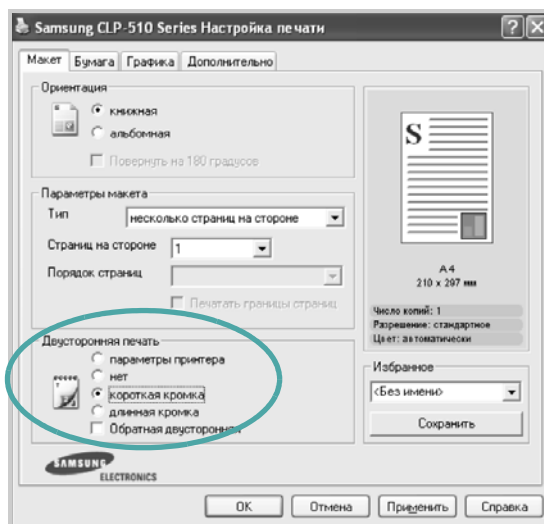 Samsung CLP-510 Series Настройка печати
Макет Бумага Графика Дополнительно
Ориентация
книжная
альбомная
Повернуть на 180 градусов
Параметры макета
Тип несколько страниц на стороне
Страниц на стороне 1
Порядок страниц
Печатать границы страниц
Двусторонняя печать
параметры принтера
нет
короткая кромка
длинная кромка
Обратная двусторонняя
S
A4
210 x 297 мм
Число копий: 1
Разрешение: стандартное
Цвет: автоматически
Избранное
<Без имени>
Сохранить
SAMSUNG
ELECTRONICS
OK Отмена Применить Справка